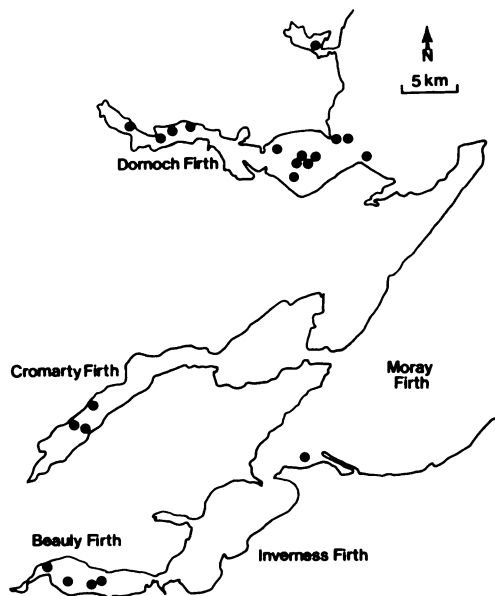 N
5 km
Dornoch Firth
Cromarty Firth
Moray
Firth
Beauly Firth
Inverness Firth